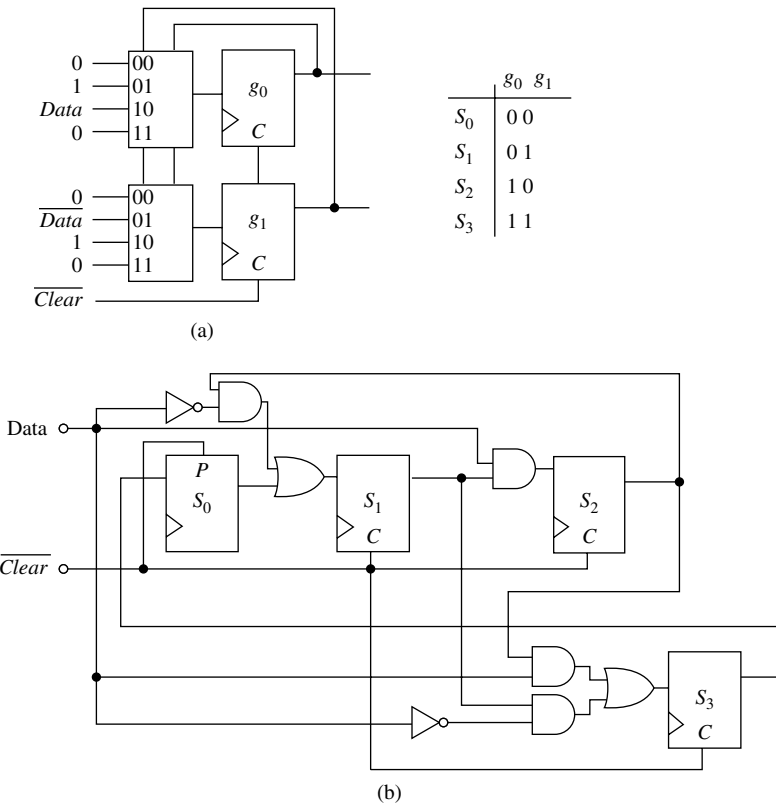 0 00
1 01
Data 10
0 11
g0
C
0 00
Data 01
1 10
0 11
g1
C
Clear
(a)
g0 g1
S0 0 0
S1 0 1
S2 1 0
S3 1 1
Data
P
S0
S1
C
S2
C
Clear
S3
C
(b)